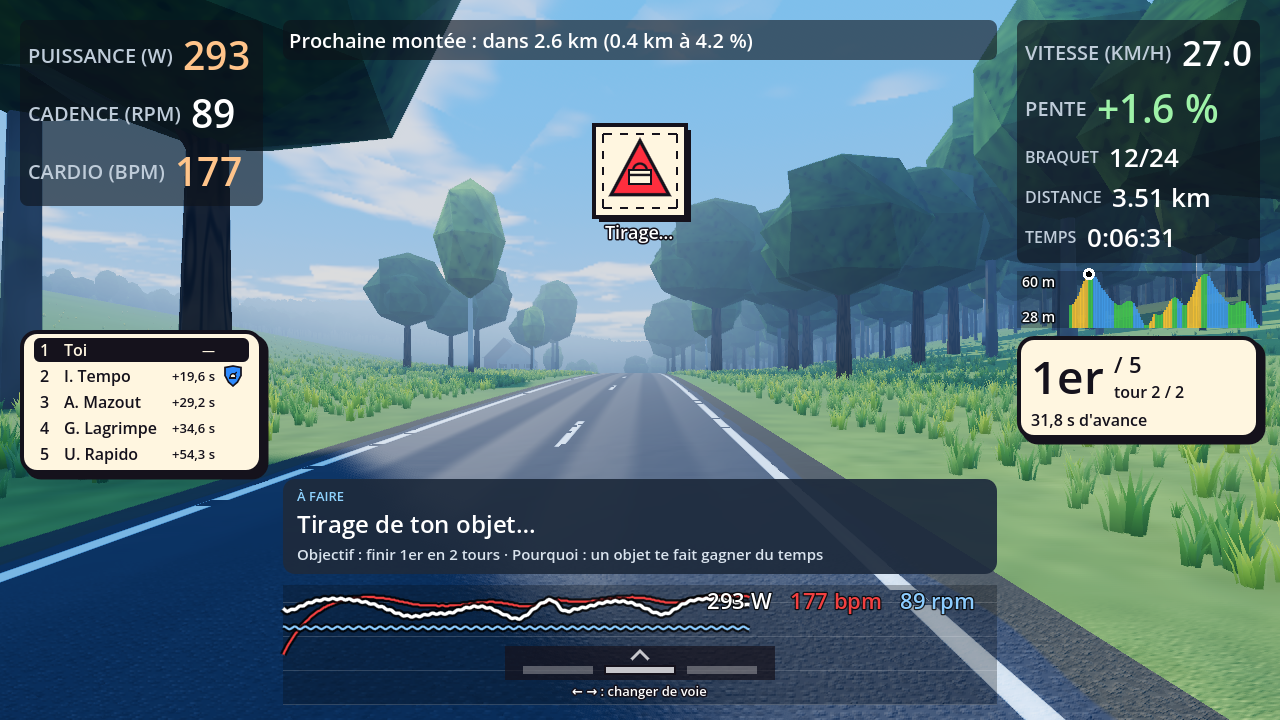 PUISSANCE (W) 293
CADENCE (RPM) 89
CARDIO (BPM) 177
Prochaine montée : dans 2.6 km (0.4 km à 4.2 %)
VITESSE (KM/H) 27.0
PENTE +1.6 %
BRAQUET 12/24
DISTANCE 3.51 km
TEMPS 0:06:31
60 m
28 m
Tirage...
1 Toi —
2 I. Tempo +19,6 s
3 A. Mazout +29,2 s
4 G. Lagrimpe +34,6 s
5 U. Rapido +54,3 s
1er / 5
tour 2 / 2
31,8 s d'avance
À FAIRE
Tirage de ton objet...
Objectif : finir 1er en 2 tours · Pourquoi : un objet te fait gagner du temps
293 W 177 bpm 89 rpm
← → : changer de voie